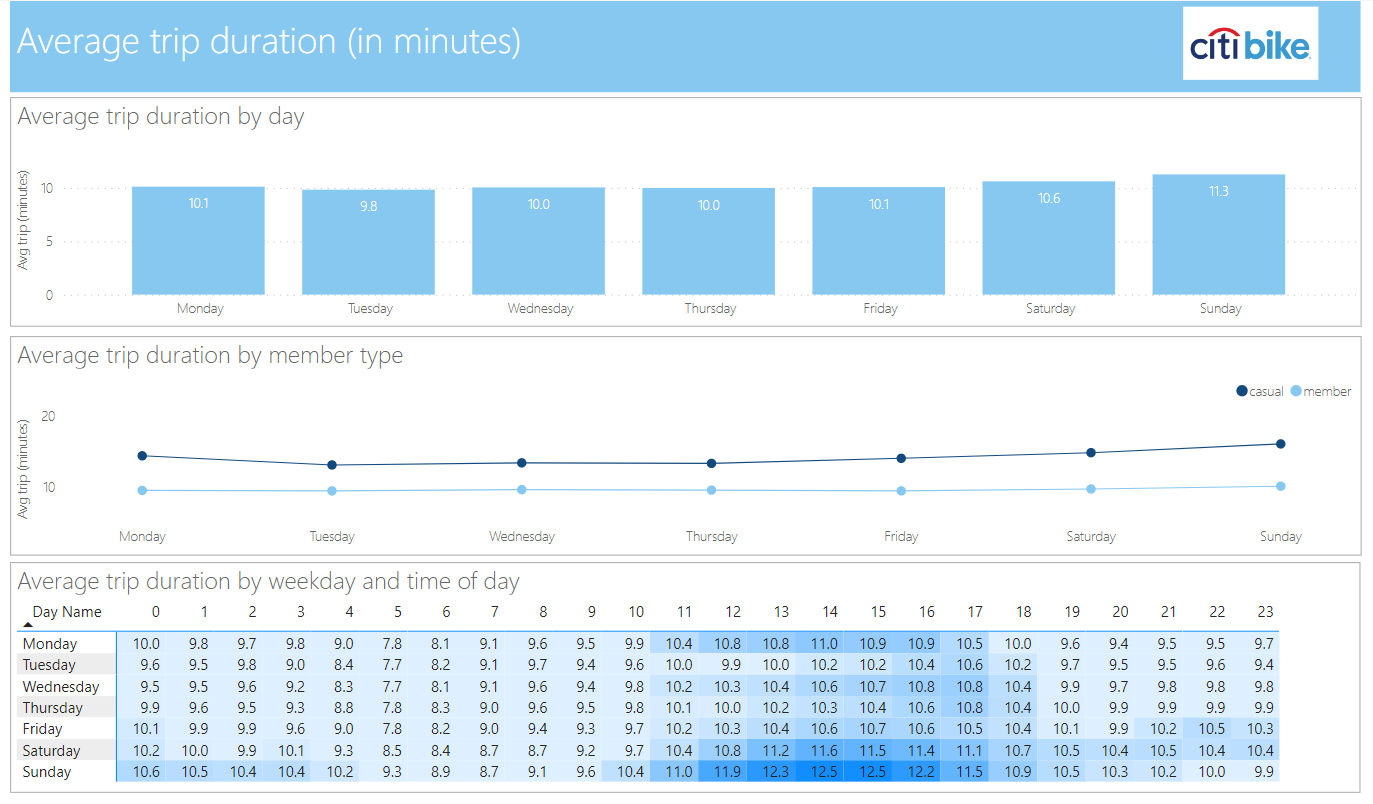 Average trip duration (in minutes)
citi bike
Average trip duration by day
Avg trip (minutes)
10
5
0
10.1 9.8 10.0 10.0 10.1 10.6 11.3
Monday Tuesday Wednesday Thursday Friday Saturday Sunday
Average trip duration by member type
casual member
Avg trip (minutes)
20
10
Monday Tuesday Wednesday Thursday Friday Saturday Sunday
Average trip duration by weekday and time of day
Day Name 0 1 2 3 4 5 6 7 8 9 10 11 12 13 14 15 16 17 18 19 20 21 22 23
Monday 10.0 9.8 9.7 9.8 9.0 7.8 8.1 9.1 9.6 9.5 9.9 10.4 10.8 10.8 11.0 10.9 10.9 10.5 10.0 9.6 9.4 9.5 9.5 9.7
Tuesday 9.6 9.5 9.8 9.0 8.4 7.7 8.2 9.1 9.7 9.4 9.6 10.0 9.9 10.0 10.2 10.2 10.4 10.6 10.2 9.7 9.5 9.5 9.6 9.4
Wednesday 9.5 9.5 9.6 9.2 8.3 7.7 8.1 9.1 9.6 9.4 9.8 10.2 10.3 10.4 10.6 10.7 10.8 10.8 10.4 9.9 9.7 9.8 9.8 9.8
Thursday 9.9 9.6 9.5 9.3 8.8 7.8 8.3 9.0 9.6 9.5 9.8 10.1 10.0 10.2 10.3 10.4 10.6 10.8 10.4 10.0 9.9 9.9 9.9 9.9
Friday 10.1 9.9 9.9 9.6 9.0 7.8 8.2 9.0 9.4 9.3 9.7 10.2 10.3 10.4 10.6 10.7 10.6 10.5 10.4 10.1 9.9 10.2 10.5 10.3
Saturday 10.2 10.0 9.9 10.1 9.3 8.5 8.4 8.7 8.7 9.2 9.7 10.4 10.8 11.2 11.6 11.5 11.4 11.1 10.7 10.5 10.4 10.5 10.4 10.4
Sunday 10.6 10.5 10.4 10.4 10.2 9.3 8.9 8.7 9.1 9.6 10.4 11.0 11.9 12.3 12.5 12.5 12.2 11.5 10.9 10.5 10.3 10.2 10.0 9.9